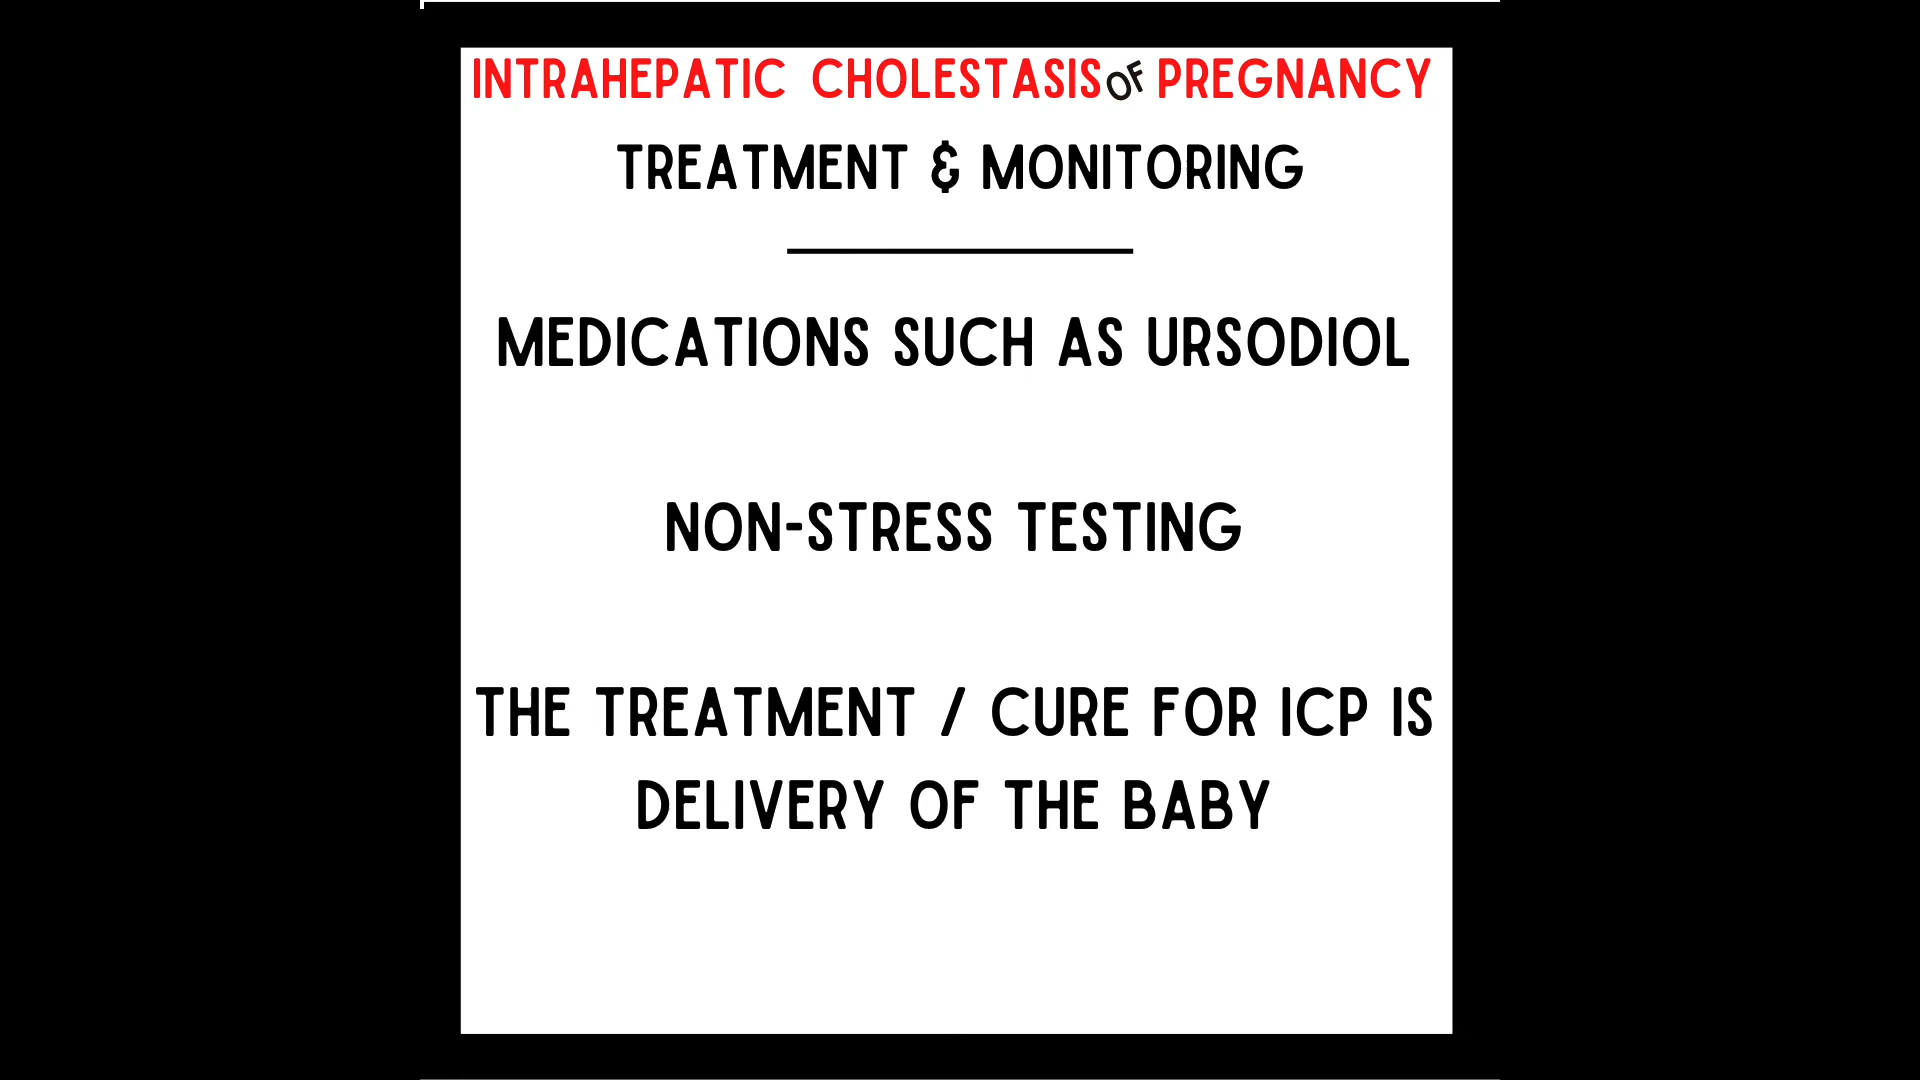 INTRAHEPATIC CHOLESTASIS OF PREGNANCY
TREATMENT & MONITORING
MEDICATIONS SUCH AS URSODIOL
NON-STRESS TESTING
THE TREATMENT / CURE FOR ICP IS
DELIVERY OF THE BABY